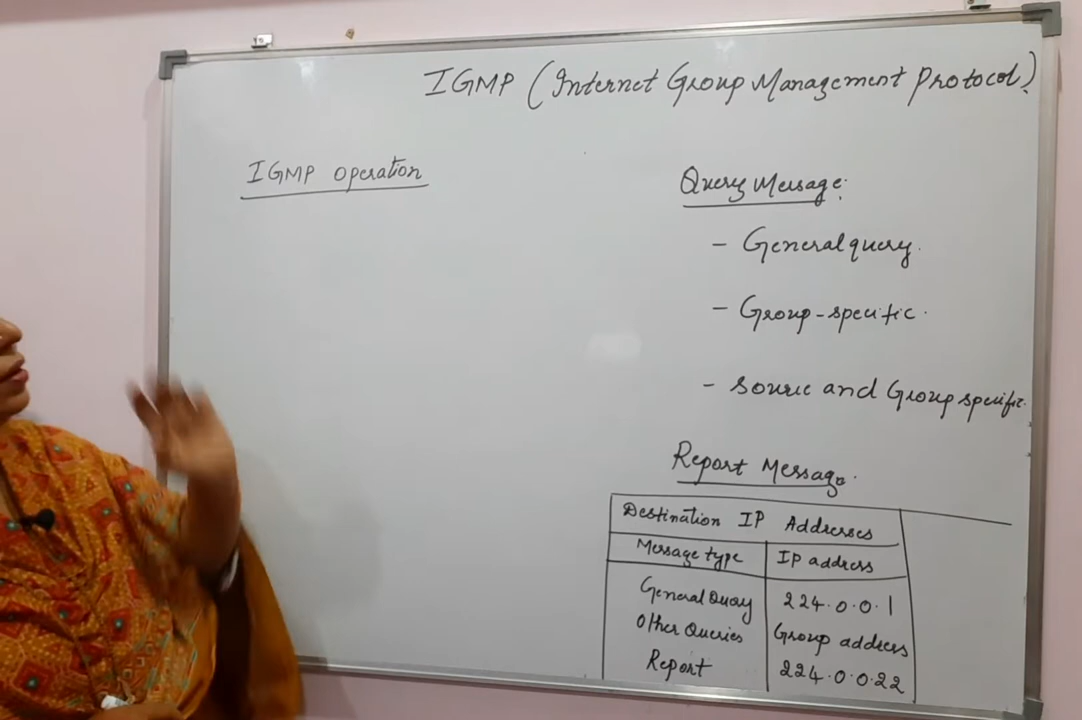 IGMP (Internet Group Management Protocol)
IGMP Operation
Query Message:
- General query.
- Group-specific.
- Source and Group specific.
Report Message.
Destination IP Addresses
Message type IP address
General Query 224.0.0.1
Other Queries Group address
Report 224.0.0.22